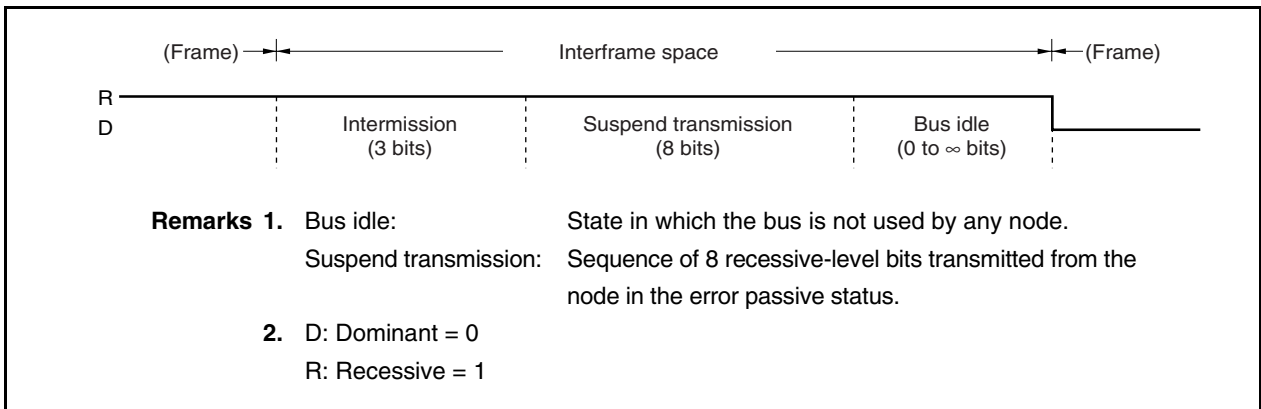 (Frame) Interframe space (Frame)
R
D
Intermission Suspend transmission Bus idle
(3 bits) (8 bits) (0 to ∞ bits)
Remarks 1. Bus idle: State in which the bus is not used by any node.
Suspend transmission: Sequence of 8 recessive-level bits transmitted from the
node in the error passive status.
2. D: Dominant = 0
R: Recessive = 1